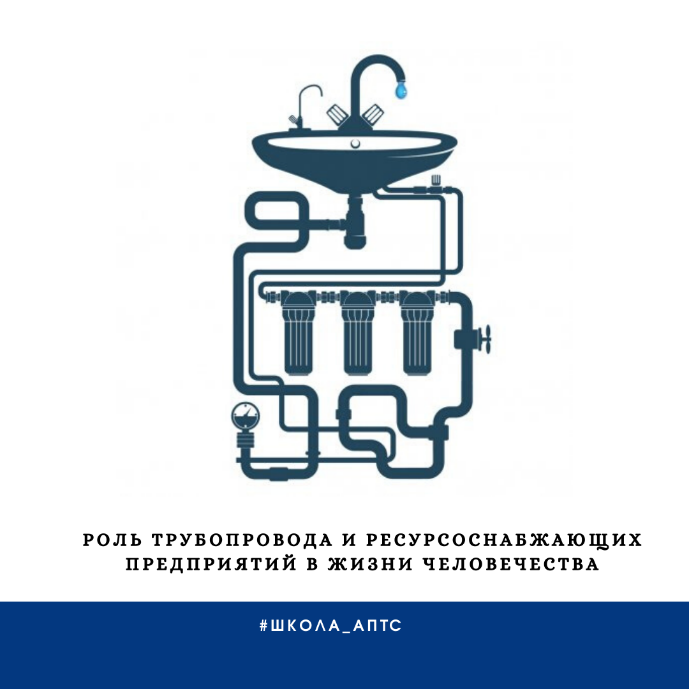 РОЛЬ ТРУБОПРОВОДА И РЕСУРСОСНАБЖАЮЩИХ
ПРЕДПРИЯТИЙ В ЖИЗНИ ЧЕЛОВЕЧЕСТВА
#ШКОЛА_АПТС